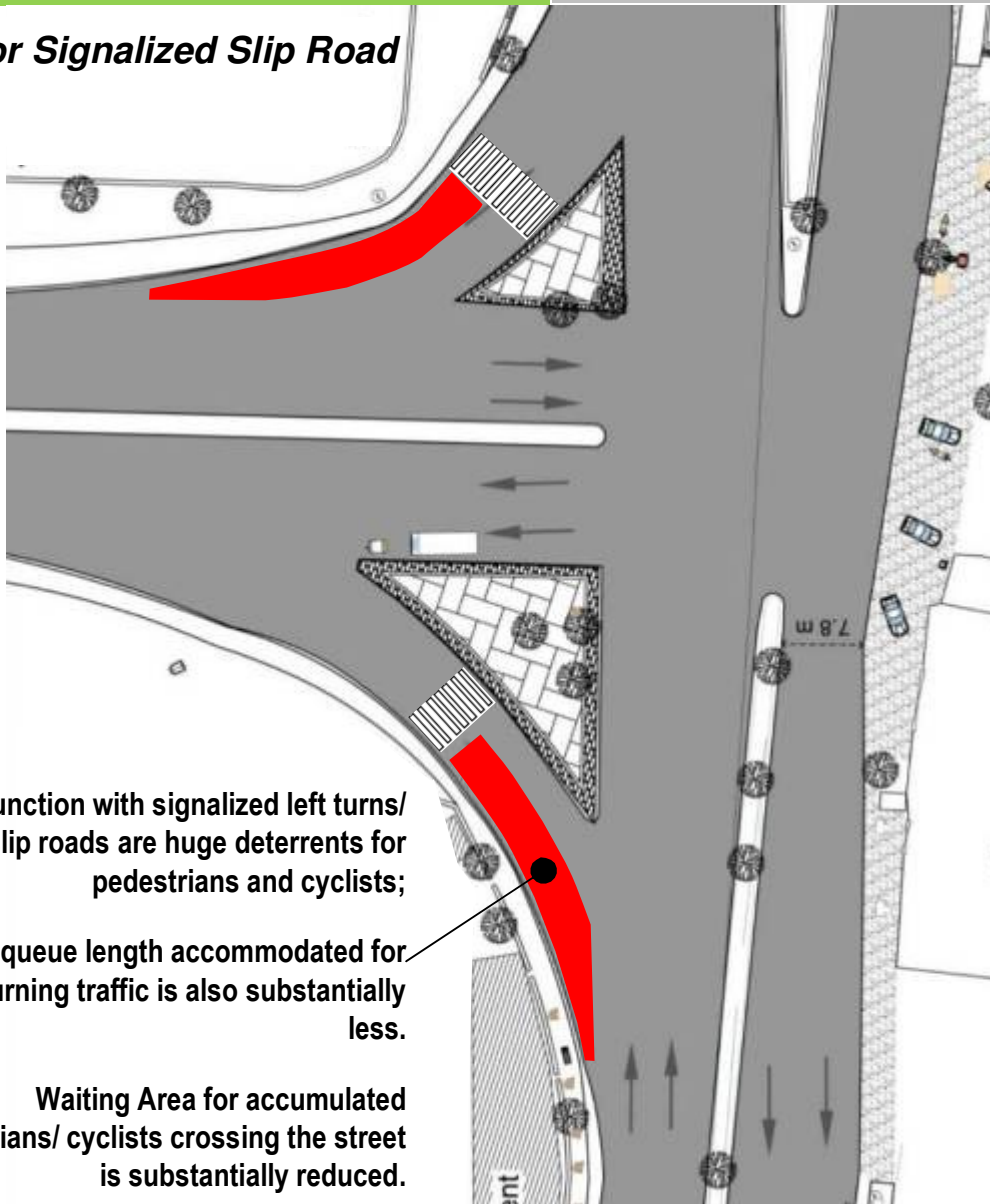 or Signalized Slip Road
7.8 m
unction with signalized left turns/
slip roads are huge deterrents for
pedestrians and cyclists;
queue length accommodated for
urning traffic is also substantially
less.
Waiting Area for accumulated
ians/ cyclists crossing the street
is substantially reduced.
ent